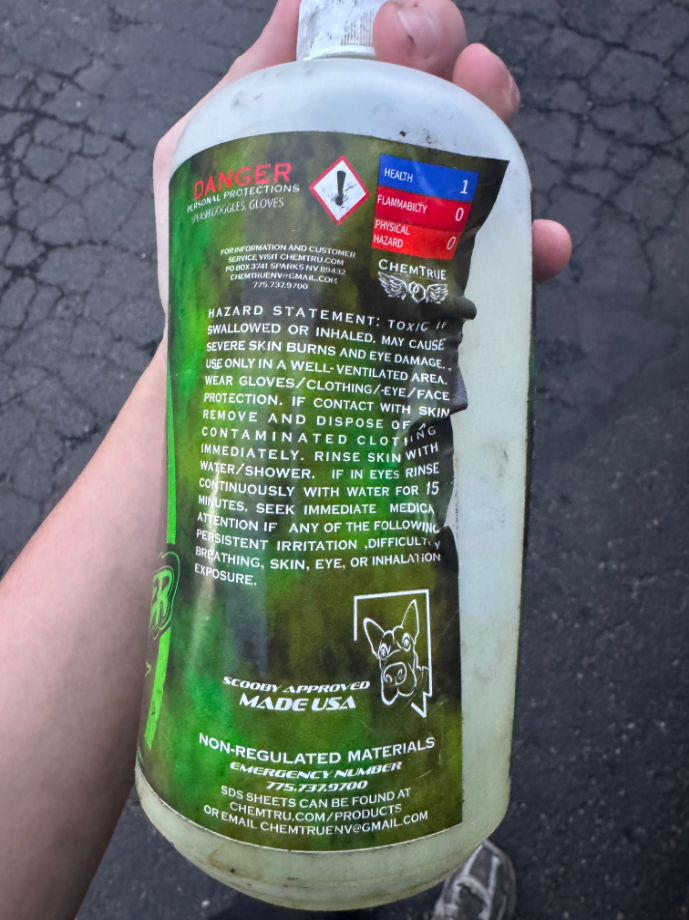 DANGER
PERSONAL PROTECTIONS
SPLASH GOGGLES, GLOVES
HEALTH 1
FLAMMABILTY 0
PHYSICAL
HAZARD 0
FOR INFORMATION AND CUSTOMER
SERVICE VISIT CHEMTRU.COM
PO BOX 3741 SPARKS NV 89432
CHEMTRUENV@GMAIL.COM
775.737.9700
CHEMTRUE
HAZARD STATEMENT: TOXIC IF
SWALLOWED OR INHALED. MAY CAUSE
SEVERE SKIN BURNS AND EYE DAMAGE.
USE ONLY IN A WELL-VENTILATED AREA.
WEAR GLOVES/CLOTHING/-EYE/FACE
PROTECTION. IF CONTACT WITH SKIN
REMOVE AND DISPOSE OF
CONTAMINATED CLOTHING
IMMEDIATELY. RINSE SKIN WITH
WATER/SHOWER. IF IN EYES RINSE
CONTINUOUSLY WITH WATER FOR 15
MINUTES. SEEK IMMEDIATE MEDICA
ATTENTION IF ANY OF THE FOLLOWING
PERSISTENT IRRITATION ,DIFFICULTY
BREATHING, SKIN, EYE, OR INHALATION
EXPOSURE.
SCOOBY APPROVED
MADE USA
NON-REGULATED MATERIALS
EMERGENCY NUMBER
775.737.9700
SDS SHEETS CAN BE FOUND AT
CHEMTRU.COM/PRODUCTS
OR EMAIL CHEMTRUENV@GMAIL.COM